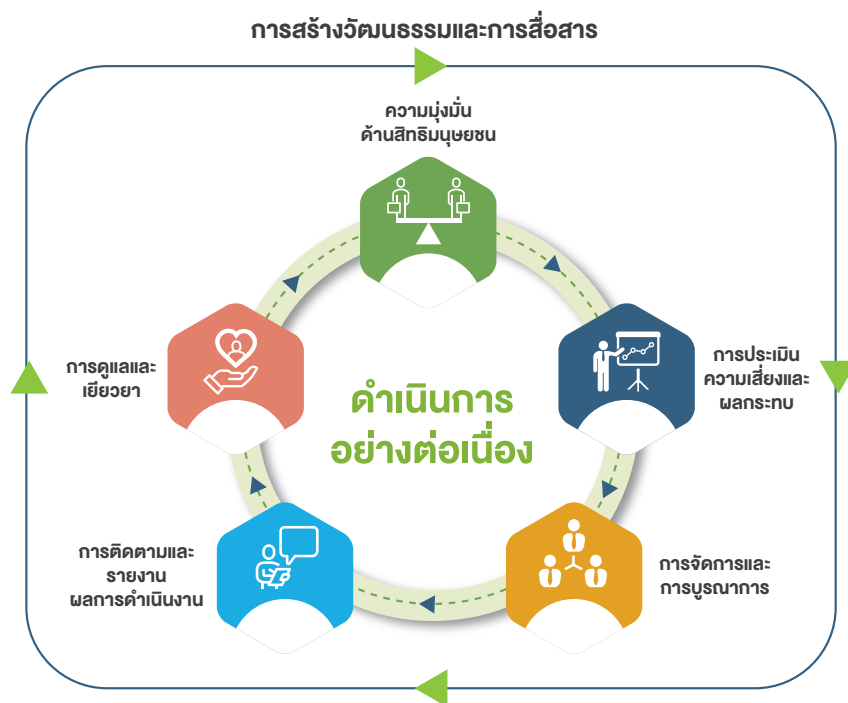 การสร้างวัฒนธรรมและการสื่อสาร
ความมุ่งมั่น
ด้านสิทธิมนุษยชน
การประเมิน
ความเสี่ยงและ
ผลกระทบ
การจัดการและ
การบูรณาการ
การติดตามและ
รายงาน
ผลการดำเนินงาน
การดูแลและ
เยียวยา
ดำเนินการ
อย่างต่อเนื่อง